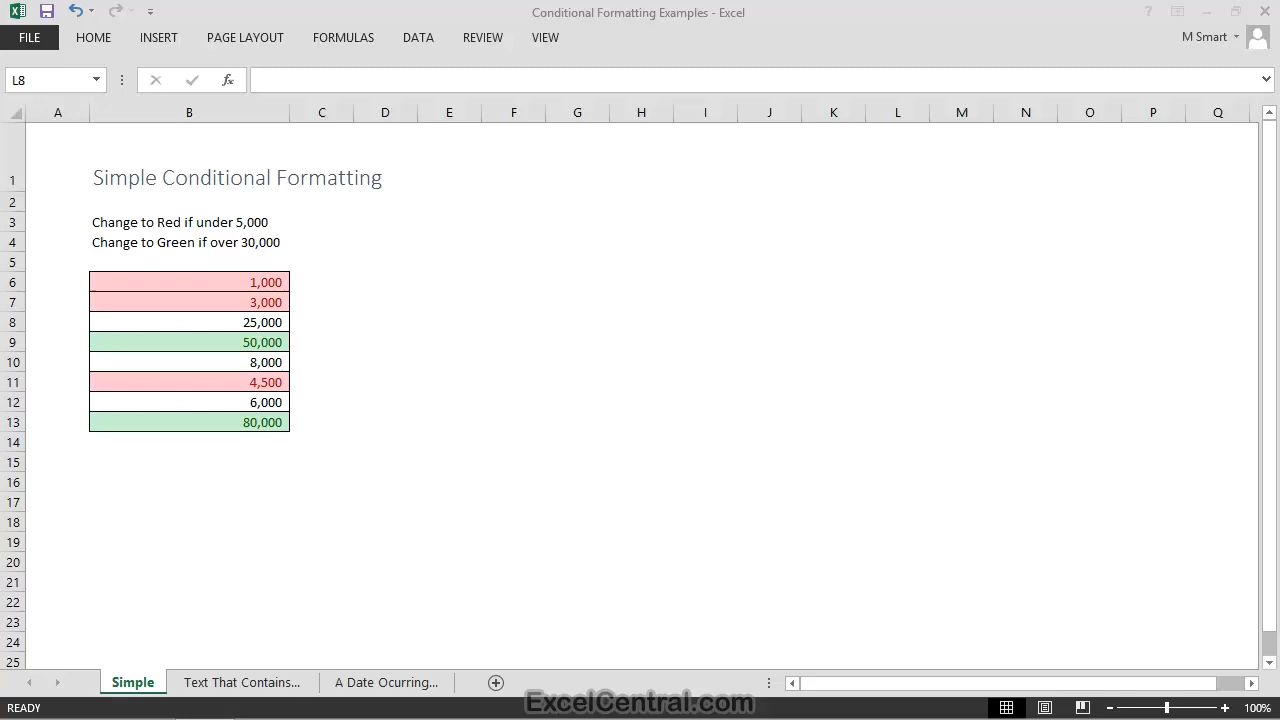 Conditional Formatting Examples - Excel
FILE HOME INSERT PAGE LAYOUT FORMULAS DATA REVIEW VIEW M Smart
L8 fx
A B C D E F G H I J K L M N O P Q
1 Simple Conditional Formatting
2
3 Change to Red if under 5,000
4 Change to Green if over 30,000
5
6 1,000
7 3,000
8 25,000
9 50,000
10 8,000
11 4,500
12 6,000
13 80,000
14
15
16
17
18
19
20
21
22
23
24
25
Simple Text That Contains... A Date Ocurring...
ExcelCentral.com
READY 100%